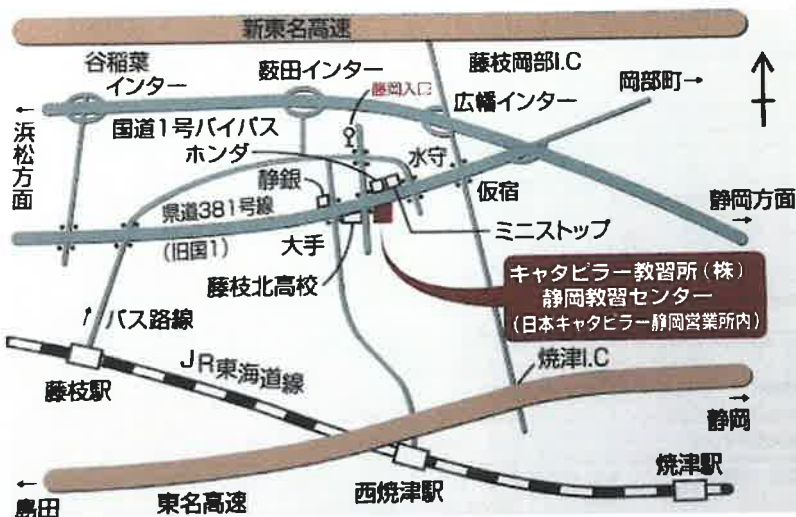 新東名高速
谷稲葉
インター
薮田インター
藤枝岡部I.C
岡部町→
藤岡入口
広幡インター
←
浜松方面
国道1号バイパス
ホンダ
水守
静銀
仮宿
県道381号線
(旧国1)
静岡方面
→
大手
ミニストップ
藤枝北高校
キャタピラー教習所(株)
静岡教習センター
(日本キャタピラー静岡営業所内)
↑バス路線
JR東海道線
焼津I.C
藤枝駅
→
静岡
←
島田
東名高速
西焼津駅
焼津駅